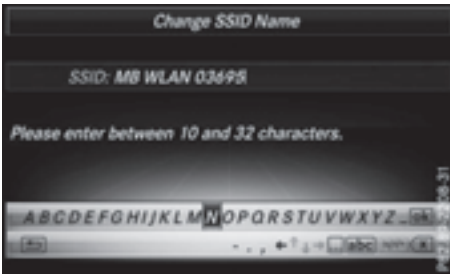 Change SSID Name
SSID: MB WLAN 03695
Please enter between 10 and 32 characters.
ABCDEFGHIJKLMNOPQRSTUVWXYZ _ ok
- . , abc